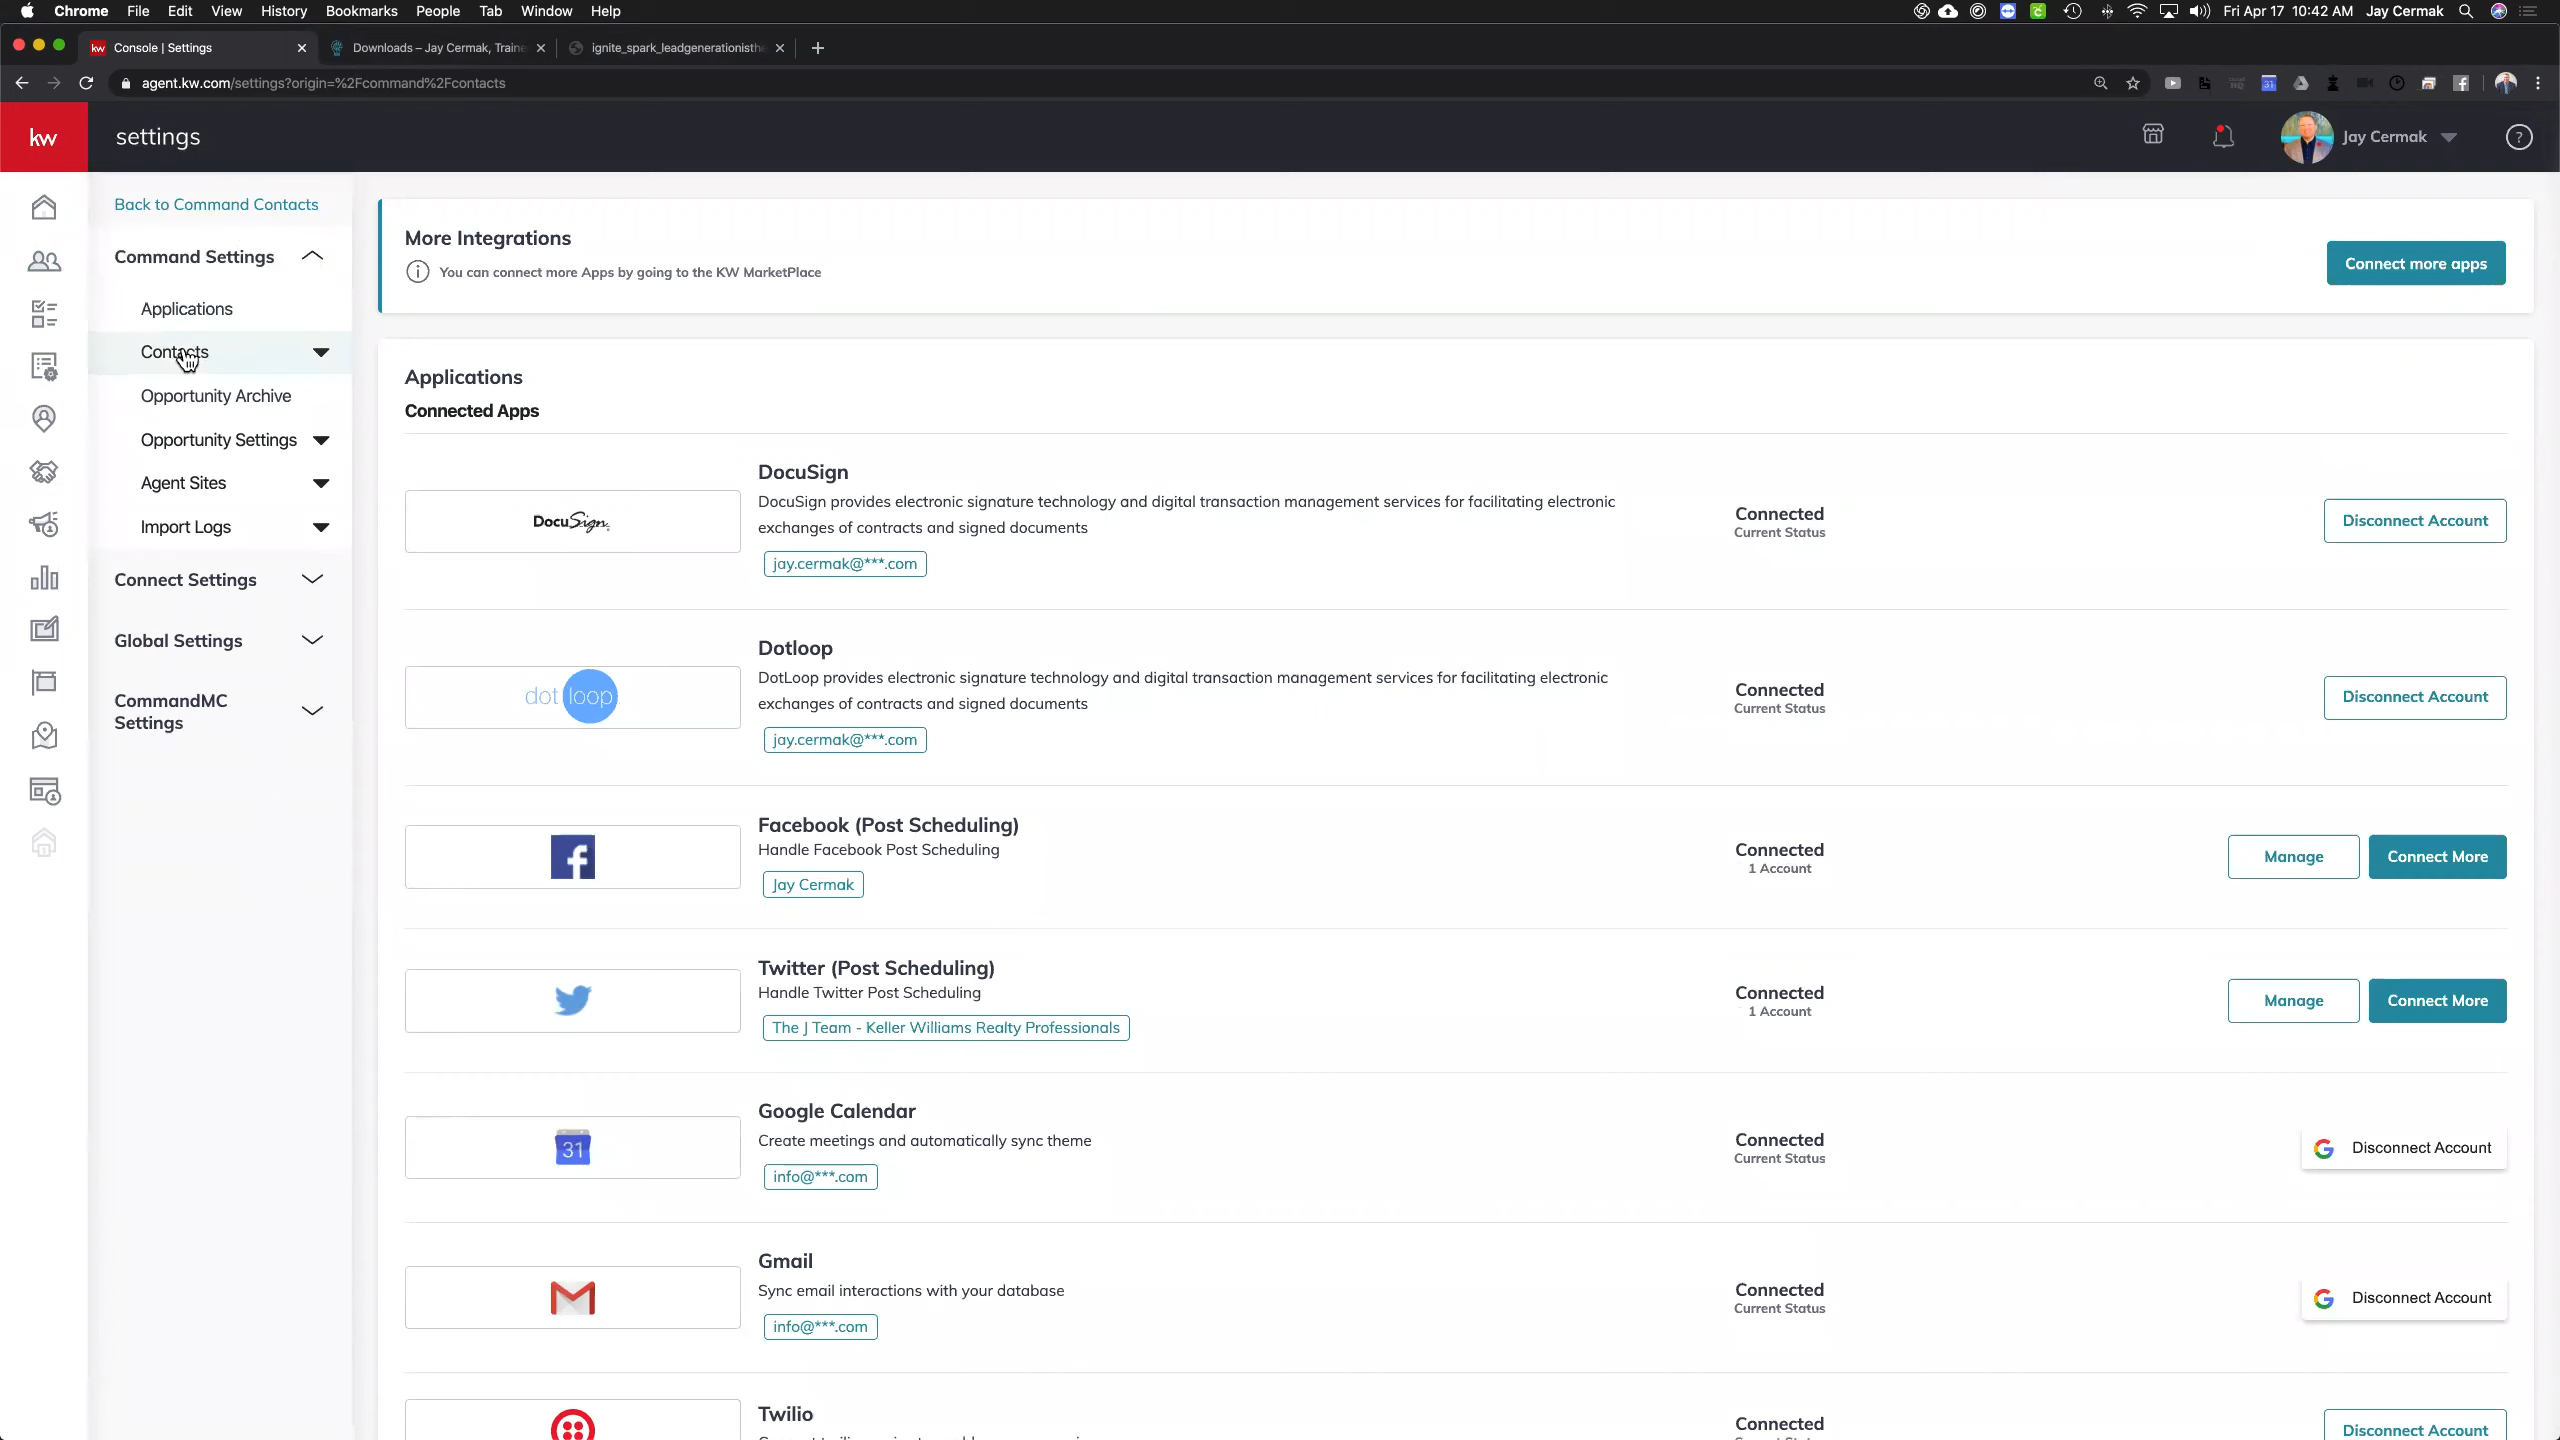 Chrome File Edit View History Bookmarks People Tab Window Help
Fri Apr 17 10:42 AM Jay Cermak
Console | Settings
Downloads – Jay Cermak, Traine
ignite_spark_leadgenerationisthe
agent.kw.com/settings?origin=%2Fcommand%2Fcontacts
kw
settings
Jay Cermak
?
Back to Command Contacts
Command Settings
Applications
Contacts
Opportunity Archive
Opportunity Settings
Agent Sites
Import Logs
Connect Settings
Global Settings
CommandMC
Settings
More Integrations
You can connect more Apps by going to the KW MarketPlace
Connect more apps
Applications
Connected Apps
DocuSign
DocuSign
DocuSign provides electronic signature technology and digital transaction management services for facilitating electronic
exchanges of contracts and signed documents
jay.cermak@***.com
Connected
Current Status
Disconnect Account
dotloop
Dotloop
DotLoop provides electronic signature technology and digital transaction management services for facilitating electronic
exchanges of contracts and signed documents
jay.cermak@***.com
Connected
Current Status
Disconnect Account
Facebook (Post Scheduling)
Handle Facebook Post Scheduling
Jay Cermak
Connected
1 Account
Manage
Connect More
Twitter (Post Scheduling)
Handle Twitter Post Scheduling
The J Team - Keller Williams Realty Professionals
Connected
1 Account
Manage
Connect More
31
Google Calendar
Create meetings and automatically sync theme
info@***.com
Connected
Current Status
Disconnect Account
Gmail
Sync email interactions with your database
info@***.com
Connected
Current Status
Disconnect Account
Twilio
Connected
Disconnect Account